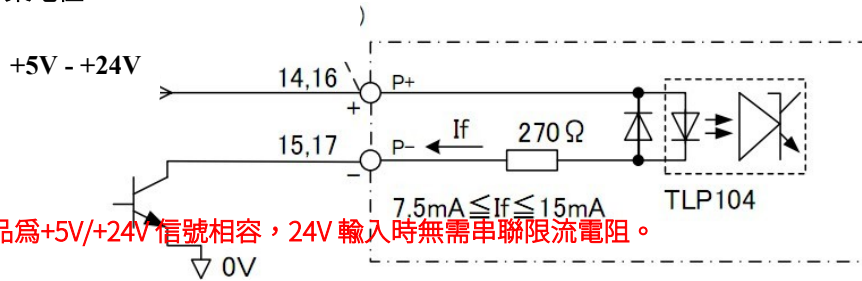 )
+5V - +24V
14,16
P+
+
If
270Ω
15,17
P-
−
7.5mA≦If≦15mA
TLP104
品爲+5V/+24V 信號相容，24V 輸入時無需串聯限流電阻。
0V